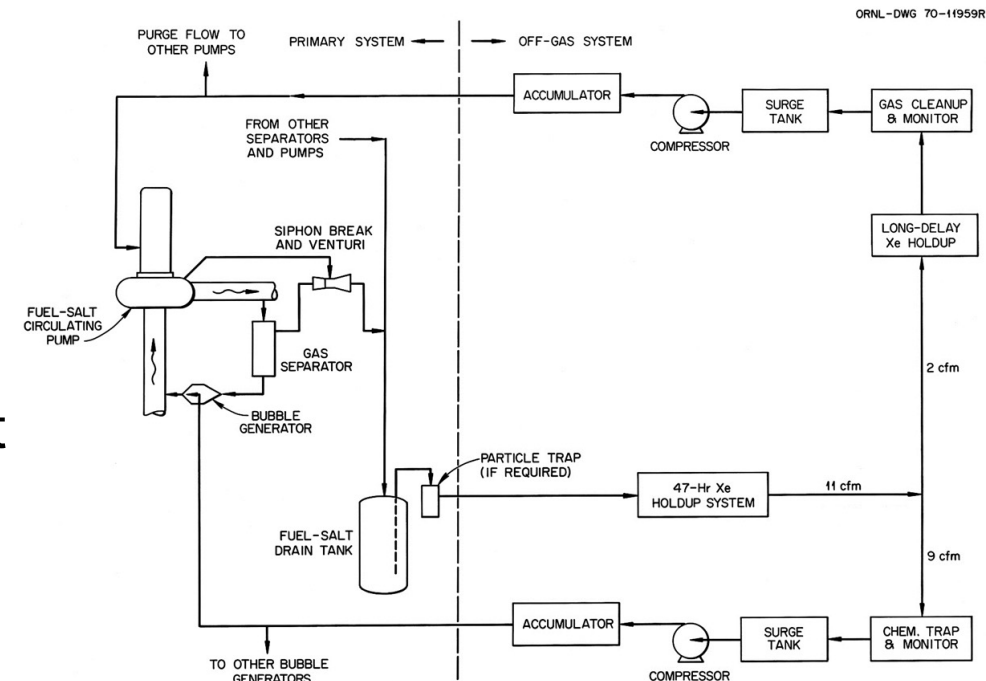 ORNL-DWG 70-11959R
PURGE FLOW TO
OTHER PUMPS
PRIMARY SYSTEM
OFF-GAS SYSTEM
ACCUMULATOR
COMPRESSOR
SURGE
TANK
GAS CLEANUP
& MONITOR
FROM OTHER
SEPARATORS
AND PUMPS
LONG-DELAY
Xe HOLDUP
SIPHON BREAK
AND VENTURI
FUEL-SALT
CIRCULATING
PUMP
GAS
SEPARATOR
2 cfm
BUBBLE
GENERATOR
PARTICLE TRAP
(IF REQUIRED)
47-Hr Xe
HOLDUP SYSTEM
11 cfm
FUEL-SALT
DRAIN TANK
9 cfm
ACCUMULATOR
COMPRESSOR
SURGE
TANK
CHEM. TRAP
& MONITOR
TO OTHER BUBBLE
GENERATORS